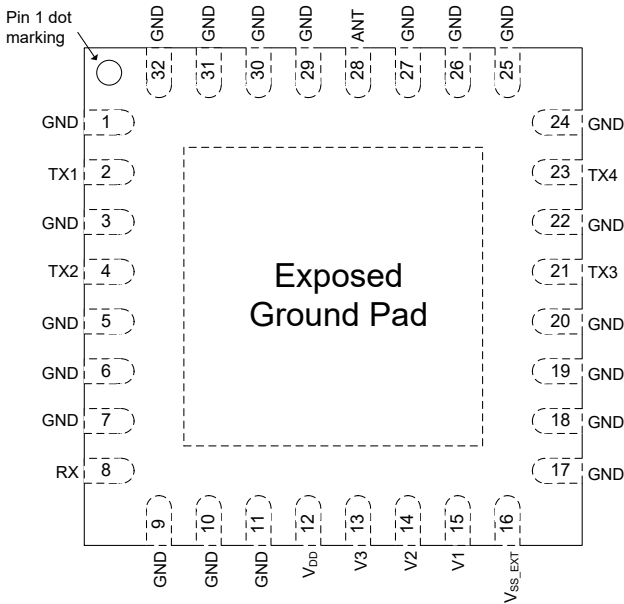 Pin 1 dot
marking
GND
GND
GND
GND
ANT
GND
GND
GND
32
31
30
29
28
27
26
25
GND 1
24 GND
TX1 2
23 TX4
GND 3
22 GND
TX2 4
21 TX3
Exposed
Ground Pad
GND 5
20 GND
GND 6
19 GND
GND 7
18 GND
RX 8
17 GND
9
10
11
12
13
14
15
16
GND
GND
GND
VDD
V3
V2
V1
VSS_EXT